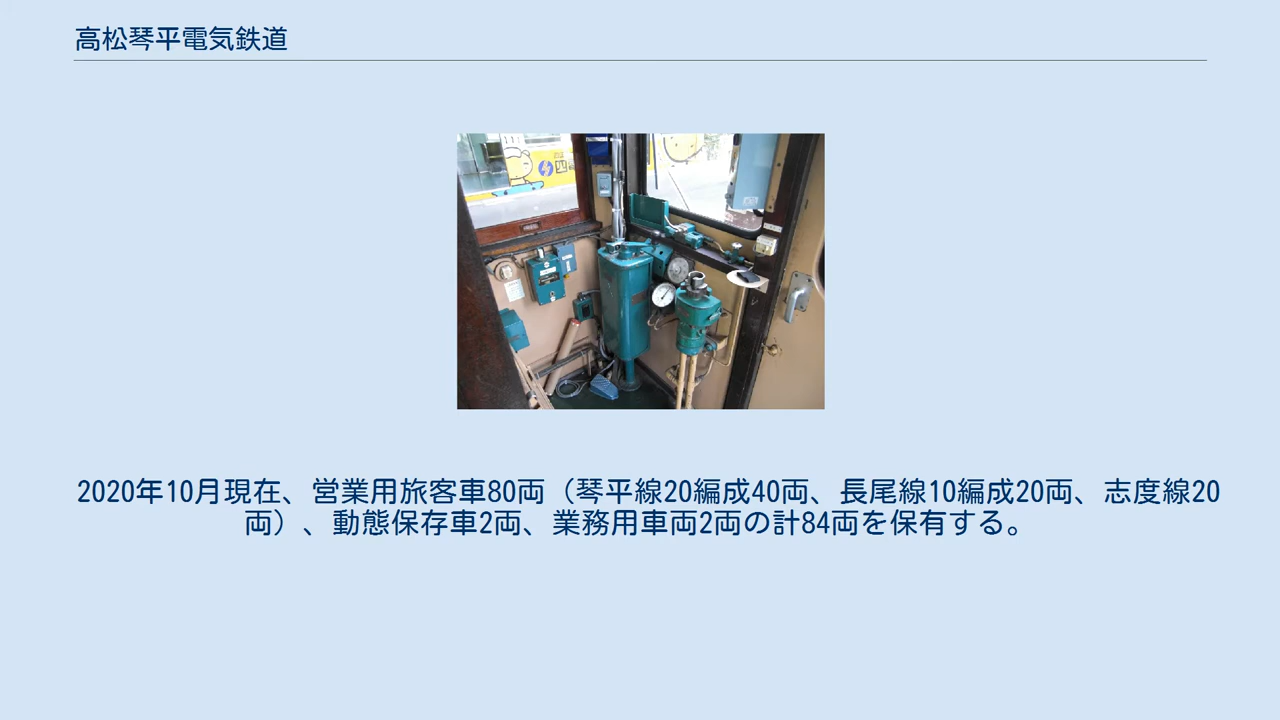 高松琴平電気鉄道
2020年10月現在、営業用旅客車80両（琴平線20編成40両、長尾線10編成20両、志度線20
両）、動態保存車2両、業務用車両2両の計84両を保有する。